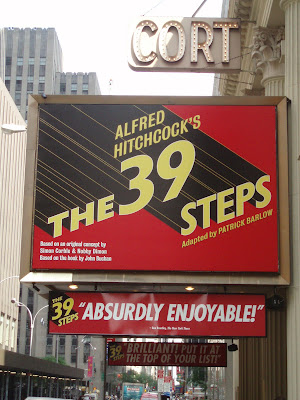 CORT
ALFRED
HITCHCOCK'S
THE 39 STEPS
Adapted by PATRICK BARLOW
Based on an original concept by
Simon Corble & Nobby Dimon
Based on the book by John Buchan
THE
39
STEPS
"ABSURDLY ENJOYABLE!"
BRILLIANT! PUT IT AT
THE TOP OF YOUR LIST!